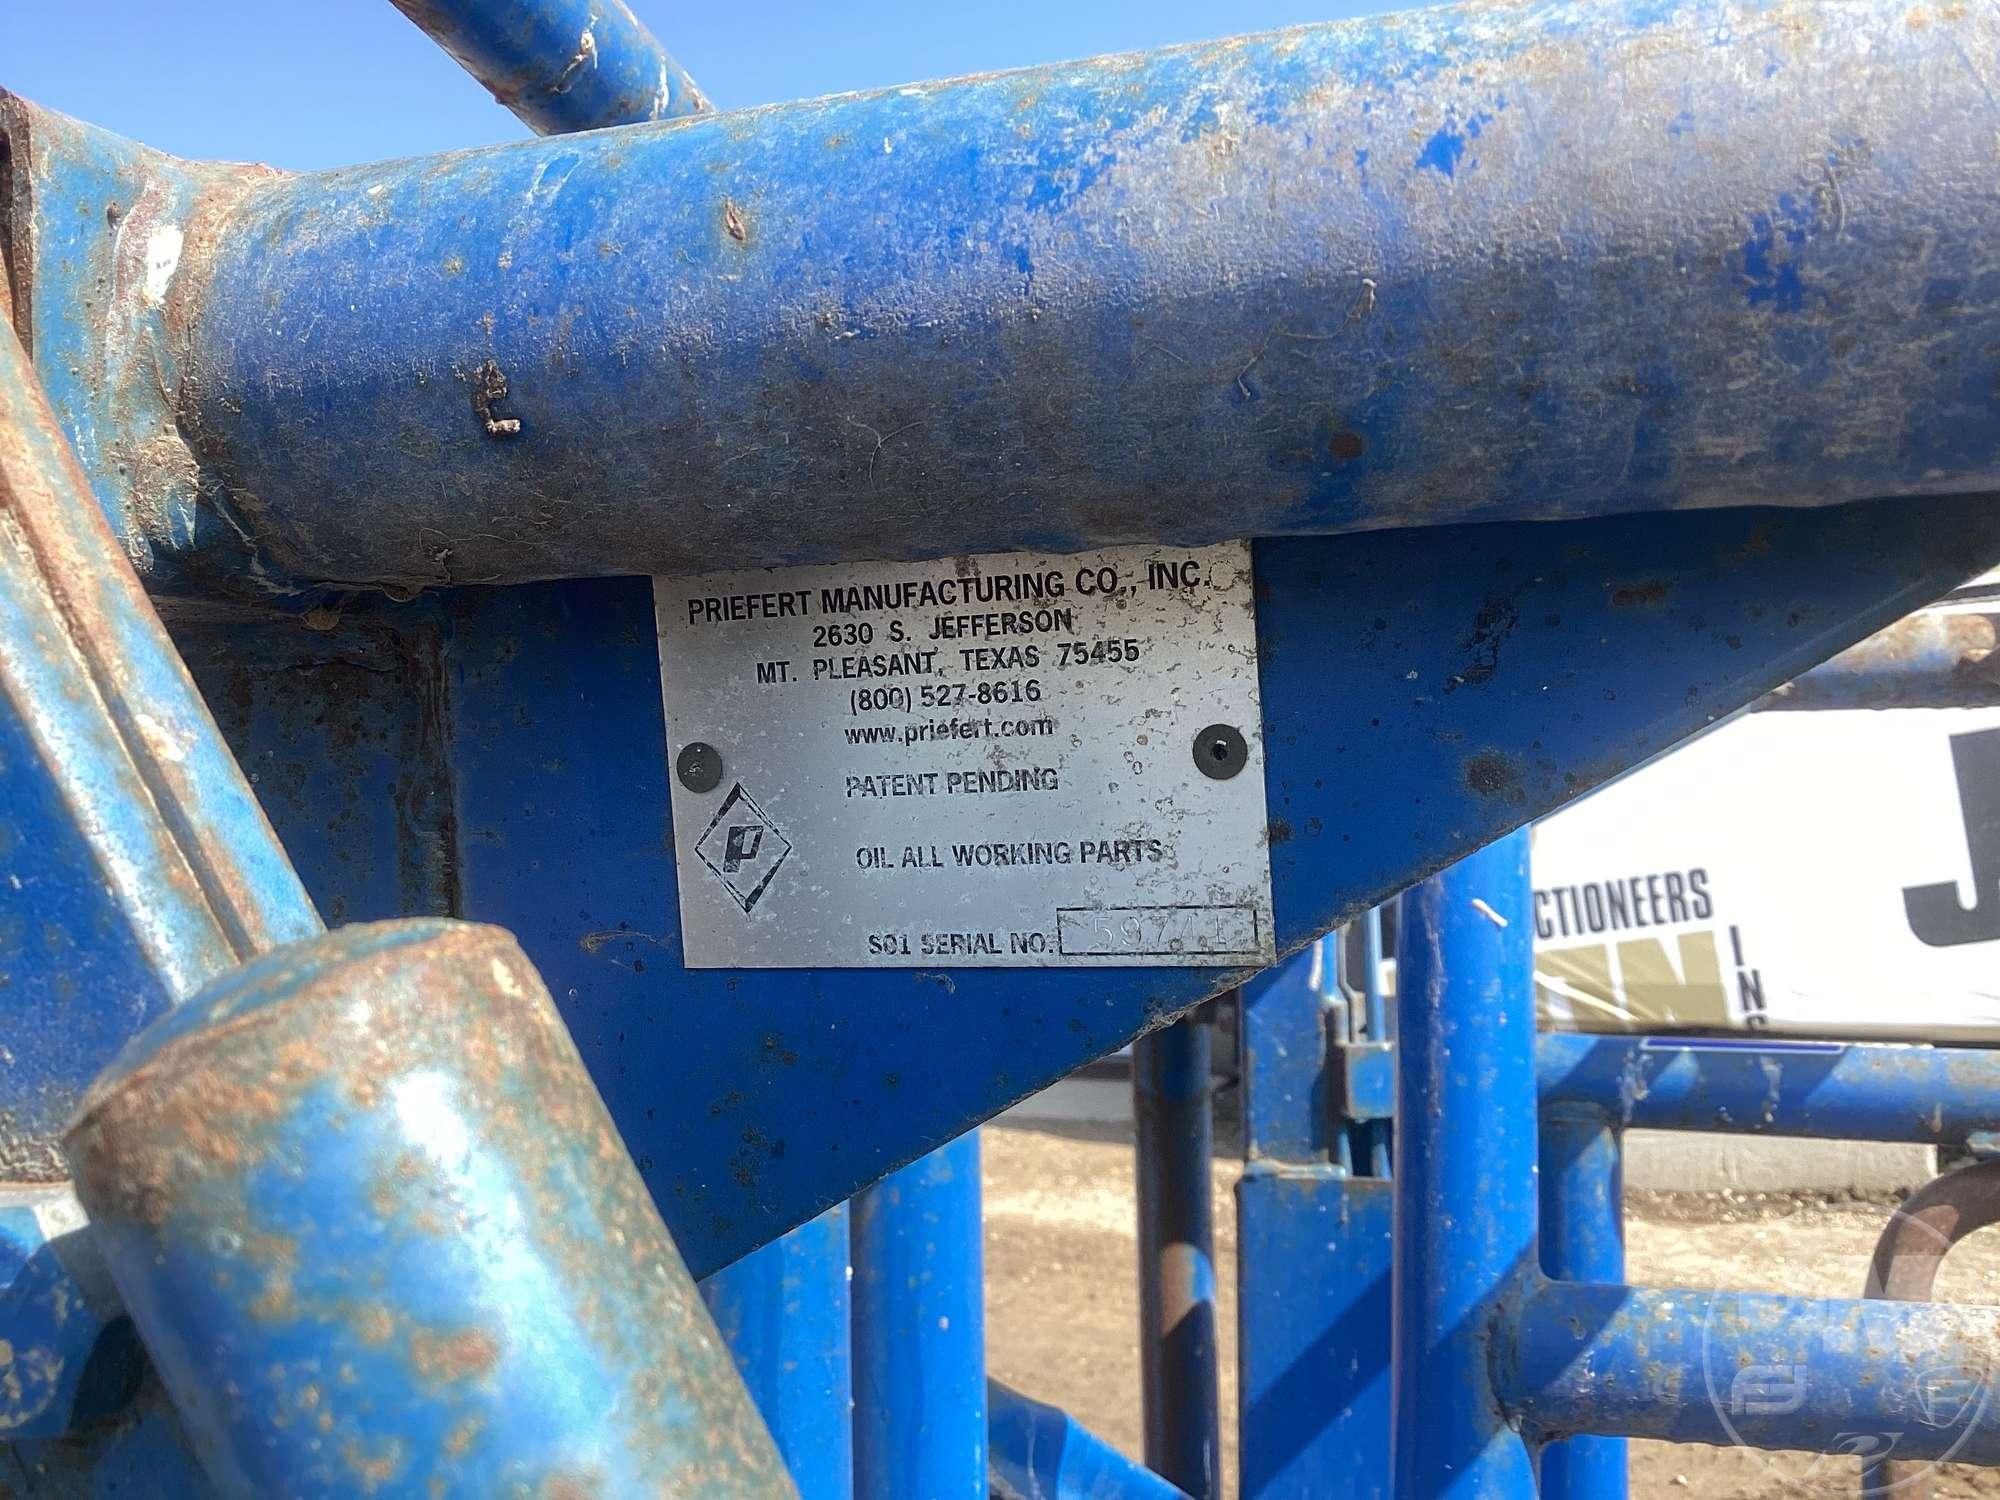 PRIEFERT MANUFACTURING CO., INC.
2630 S. JEFFERSON
MT. PLEASANT, TEXAS 75455
(800) 527-8616
www.priefert.com
PATENT PENDING
P
OIL ALL WORKING PARTS
S01 SERIAL NO. 59741
CTIONEERS
J